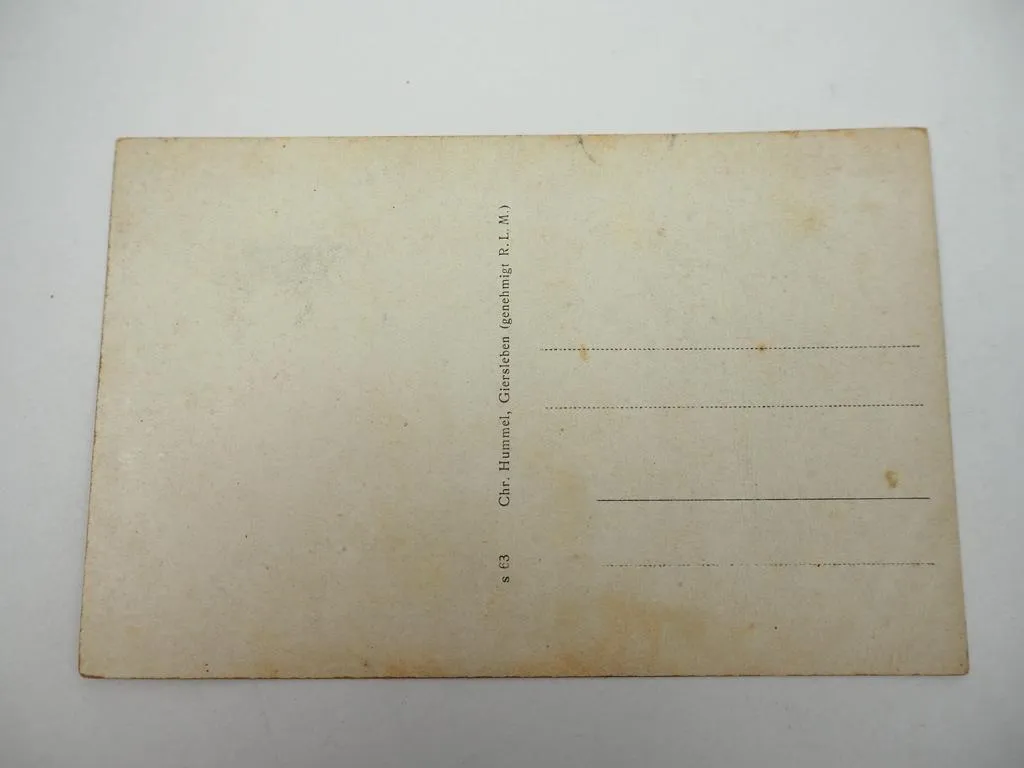 s 63 Chr. Hummel, Giersleben (genehmigt R. L. M.)